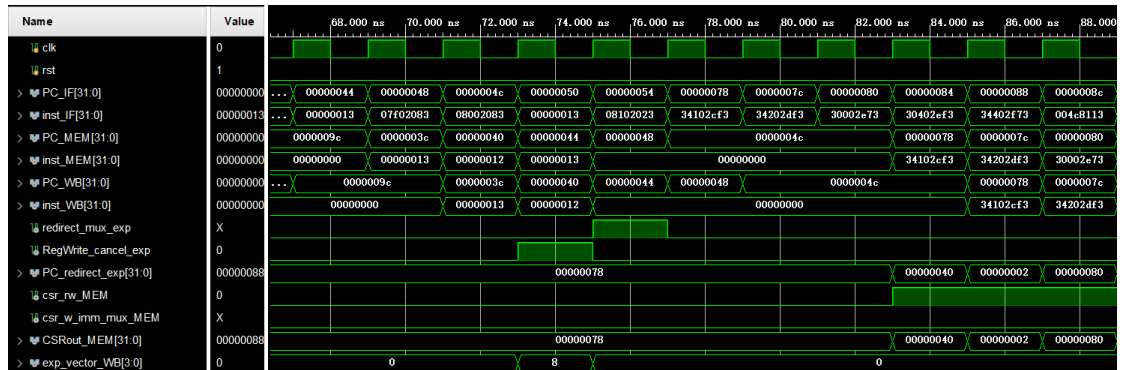 Name Value 68.000 ns 70.000 ns 72.000 ns 74.000 ns 76.000 ns 78.000 ns 80.000 ns 82.000 ns 84.000 ns 86.000 ns 88.000
clk 0
rst 1
PC_IF[31:0] 00000000 ... 00000044 00000048 0000004c 00000050 00000054 00000078 0000007c 00000080 00000084 00000088 0000008c
inst_IF[31:0] 00000013 ... 00000013 07f02083 08002083 00000013 08102023 34102cf3 34202df3 30002e73 30402ef3 34402f73 004c8113
PC_MEM[31:0] 00000000 0000009c 0000003c 00000040 00000044 00000048 0000004c 00000078 0000007c 00000080
inst_MEM[31:0] 00000000 00000000 00000013 00000012 00000013 00000000 34102cf3 34202df3 30002e73
PC_WB[31:0] 00000000 ... 0000009c 0000003c 00000040 00000044 00000048 0000004c 00000078 0000007c
inst_WB[31:0] 00000000 00000000 00000013 00000012 00000000 34102cf3 34202df3
redirect_mux_exp X
RegWrite_cancel_exp 0
PC_redirect_exp[31:0] 00000088 00000078 00000040 00000002 00000080
csr_rw_MEM 0
csr_w_imm_mux_MEM X
CSRout_MEM[31:0] 00000088 00000078 00000040 00000002 00000080
exp_vector_WB[3:0] 0 0 8 0